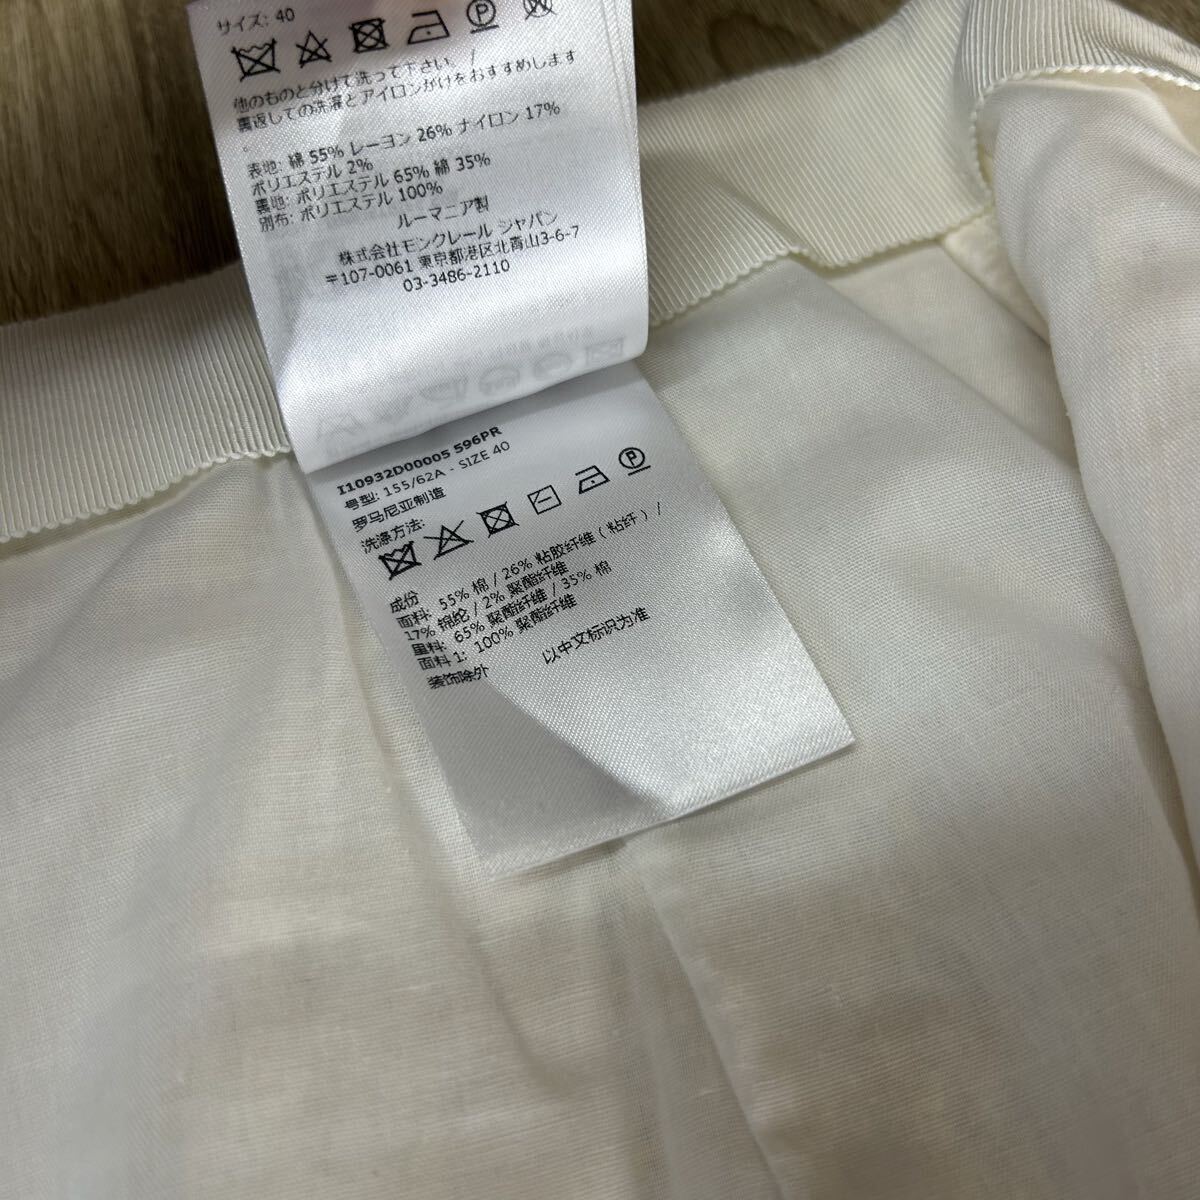 サイズ: 40
他のものと分けて洗って下さい。/
裏返しての洗濯とアイロンがけをおすすめします
。
表地: 綿 55% レーヨン 26% ナイロン 17%
ポリエステル 2%
裏地: ポリエステル 65% 綿 35%
別布: ポリエステル 100%
ルーマニア製
株式会社モンクレール ジャパン
〒107-0061 東京都港区北青山3-6-7
03-3486-2110
I10932D00005 596PR
号型: 155/62A - SIZE 40
罗马尼亚制造
洗涤方法:
成份
面料: 55% 棉 / 26% 粘胶纤维 (粘纤) /
17% 锦纶 / 2% 聚酯纤维
里料: 65% 聚酯纤维 / 35% 棉
面料 1: 100% 聚酯纤维
装饰除外
以中文标识为准